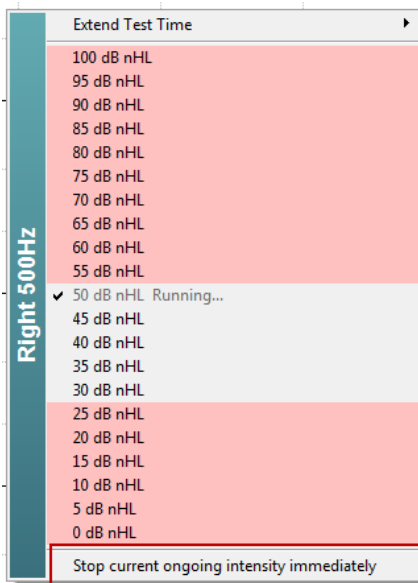 Right 500Hz
Extend Test Time
100 dB nHL
95 dB nHL
90 dB nHL
85 dB nHL
80 dB nHL
75 dB nHL
70 dB nHL
65 dB nHL
60 dB nHL
55 dB nHL
50 dB nHL Running...
45 dB nHL
40 dB nHL
35 dB nHL
30 dB nHL
25 dB nHL
20 dB nHL
15 dB nHL
10 dB nHL
5 dB nHL
0 dB nHL
Stop current ongoing intensity immediately